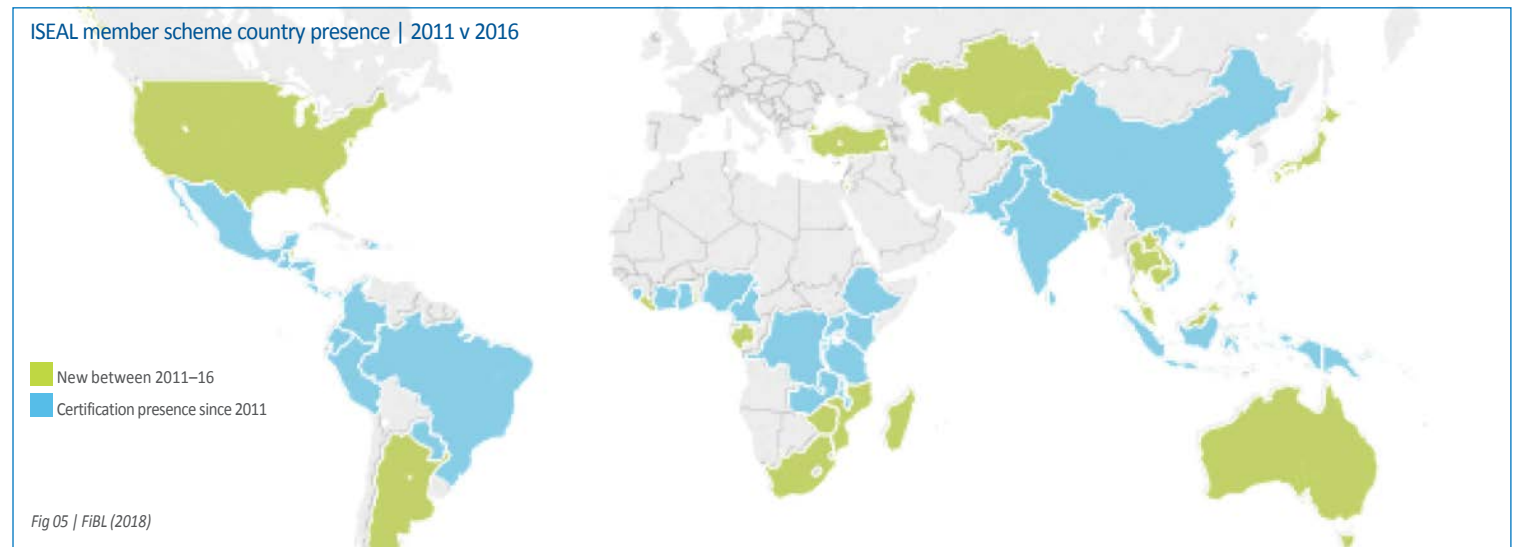 ISEAL member scheme country presence | 2011 v 2016
New between 2011–16
Certification presence since 2011
Fig 05 | FiBL (2018)